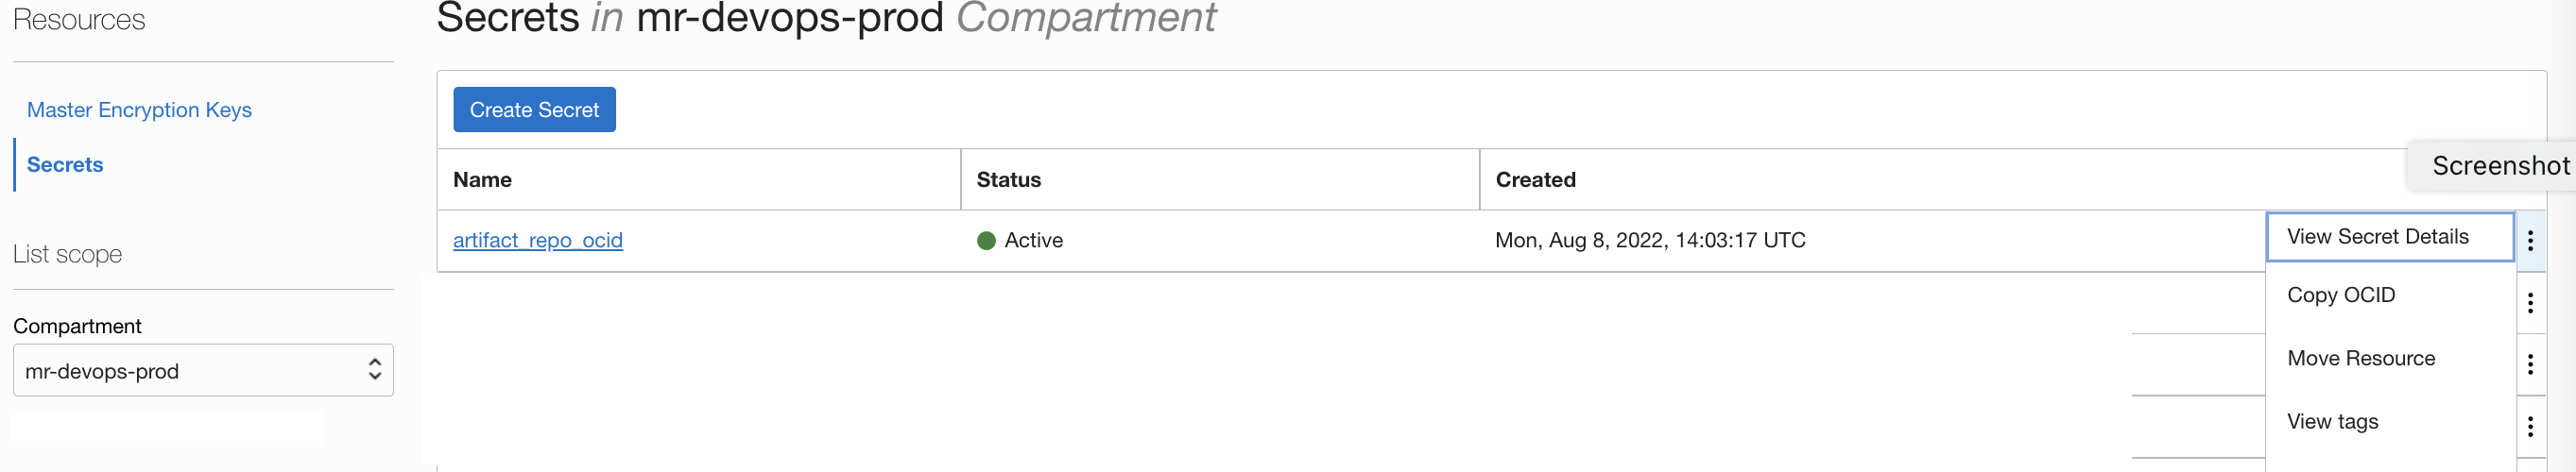 Resources
Master Encryption Keys
Secrets
List scope
Compartment
mr-devops-prod
Secrets in mr-devops-prod Compartment
Create Secret
Name Status Created
Screenshot
artifact_repo_ocid Active Mon, Aug 8, 2022, 14:03:17 UTC
View Secret Details
Copy OCID
Move Resource
View tags